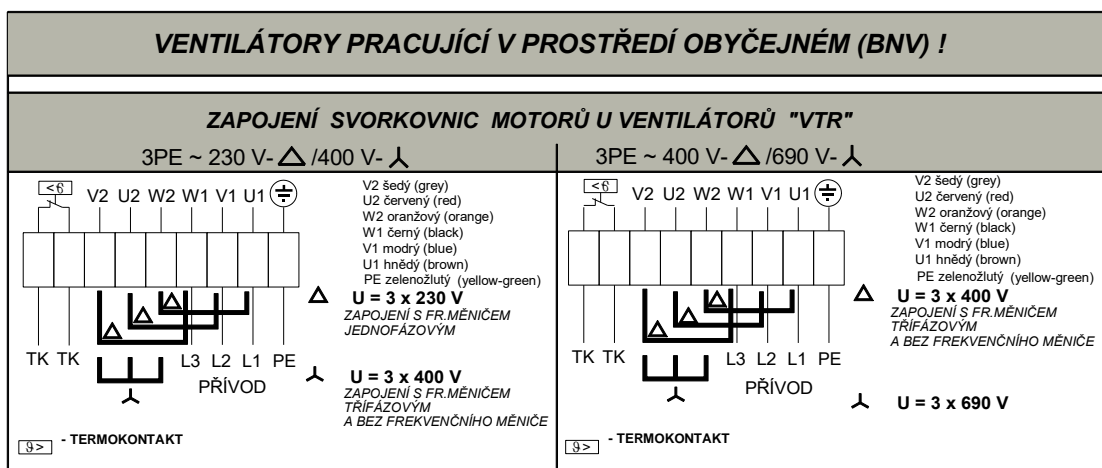 VENTILÁTORY PRACUJÍCÍ V PROSTŘEDÍ OBYČEJNÉM (BNV) !
ZAPOJENÍ SVORKOVNIC MOTORŮ U VENTILÁTORŮ "VTR"
3PE ~ 230 V- /400 V-
V2 U2 W2 W1 V1 U1
V2 šedý (grey)
U2 červený (red)
W2 oranžový (orange)
W1 černý (black)
V1 modrý (blue)
U1 hnědý (brown)
PE zelenožlutý (yellow-green)
U = 3 x 230 V
ZAPOJENÍ S FR.MĚNIČEM
JEDNOFÁZOVÝM
TK TK L3 L2 L1 PE
PŘÍVOD
U = 3 x 400 V
ZAPOJENÍ S FR.MĚNIČEM
TŘÍFÁZOVÝM
A BEZ FREKVENČNÍHO MĚNIČE
ϑ> - TERMOKONTAKT
3PE ~ 400 V- /690 V-
V2 U2 W2 W1 V1 U1
V2 šedý (grey)
U2 červený (red)
W2 oranžový (orange)
W1 černý (black)
V1 modrý (blue)
U1 hnědý (brown)
PE zelenožlutý (yellow-green)
U = 3 x 400 V
ZAPOJENÍ S FR.MĚNIČEM
TŘÍFÁZOVÝM
A BEZ FREKVENČNÍHO MĚNIČE
TK TK L3 L2 L1 PE
PŘÍVOD
U = 3 x 690 V
ϑ> - TERMOKONTAKT